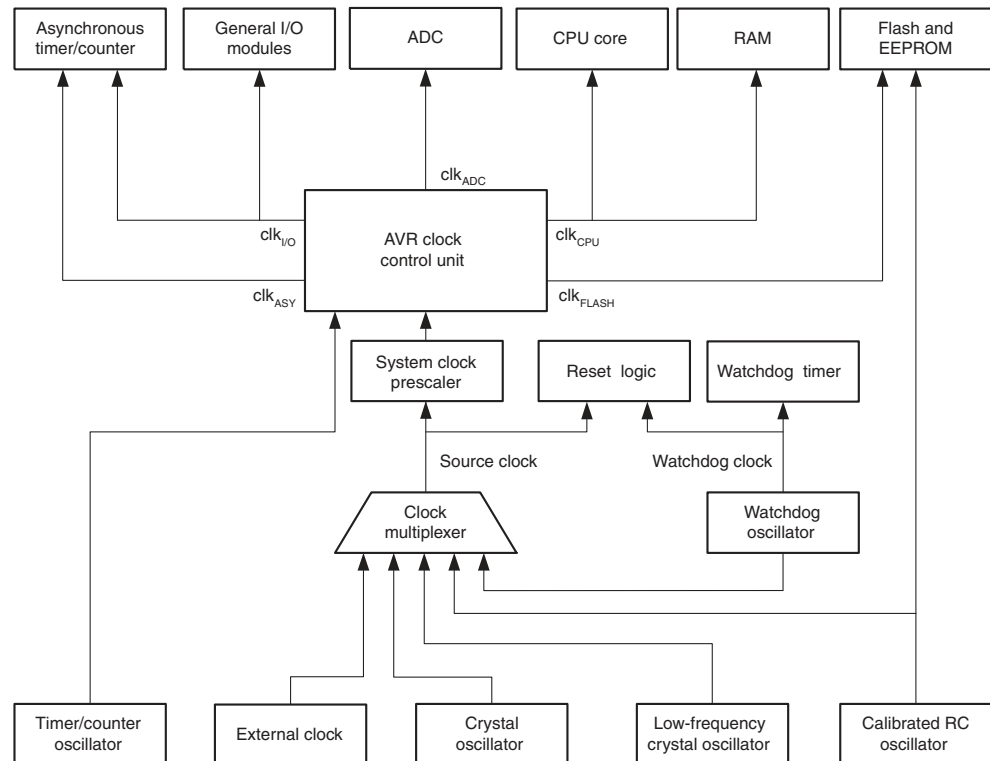 Asynchronous
timer/counter
General I/O
modules
ADC
CPU core
RAM
Flash and
EEPROM
clkADC
clkI/O
AVR clock
control unit
clkCPU
clkASY
clkFLASH
System clock
prescaler
Reset logic
Watchdog timer
Source clock
Watchdog clock
Clock
multiplexer
Watchdog
oscillator
Timer/counter
oscillator
External clock
Crystal
oscillator
Low-frequency
crystal oscillator
Calibrated RC
oscillator